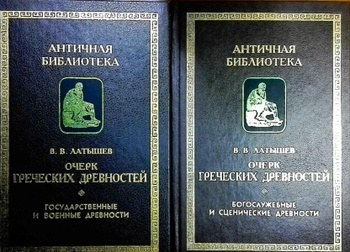 АНТИЧНАЯ
БИБЛИОТЕКА
В. В. ЛАТЫШЕВ
ОЧЕРК
ГРЕЧЕСКИХ ДРЕВНОСТЕЙ
ГОСУДАРСТВЕННЫЕ
И ВОЕННЫЕ ДРЕВНОСТИ
АНТИЧНАЯ
БИБЛИОТЕКА
В. В. ЛАТЫШЕВ
ОЧЕРК
ГРЕЧЕСКИХ ДРЕВНОСТЕЙ
БОГОСЛУЖЕБНЫЕ
И СЦЕНИЧЕСКИЕ ДРЕВНОСТИ